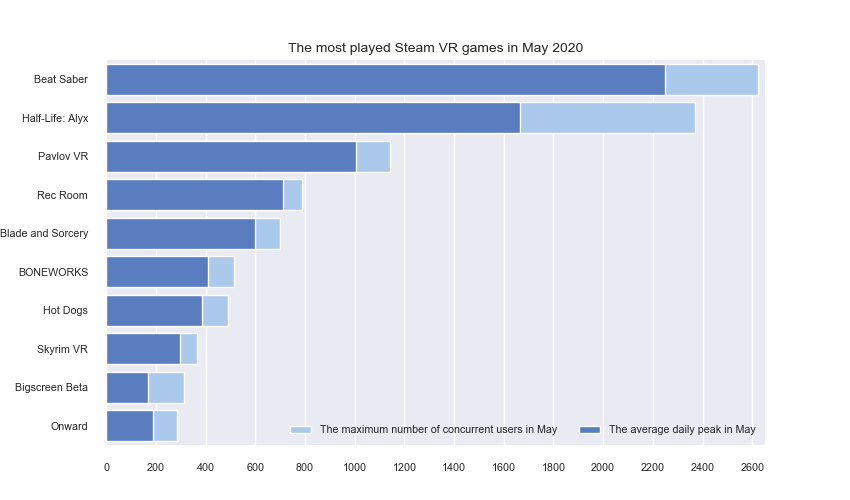 The most played Steam VR games in May 2020
Beat Saber
Half-Life: Alyx
Pavlov VR
Rec Room
Blade and Sorcery
BONEWORKS
Hot Dogs
Skyrim VR
Bigscreen Beta
Onward
The maximum number of concurrent users in May
The average daily peak in May
0 200 400 600 800 1000 1200 1400 1600 1800 2000 2200 2400 2600